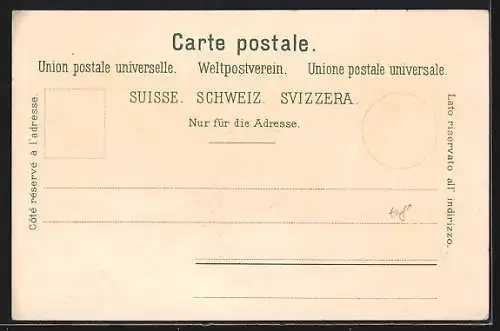 Carte postale.
Union postale universelle. Weltpostverein. Unione postale universale.
SUISSE. SCHWEIZ. SVIZZERA.
Nur für die Adresse.
Côté réservé à l'adresse.
Lato riservato all' indirizzo.